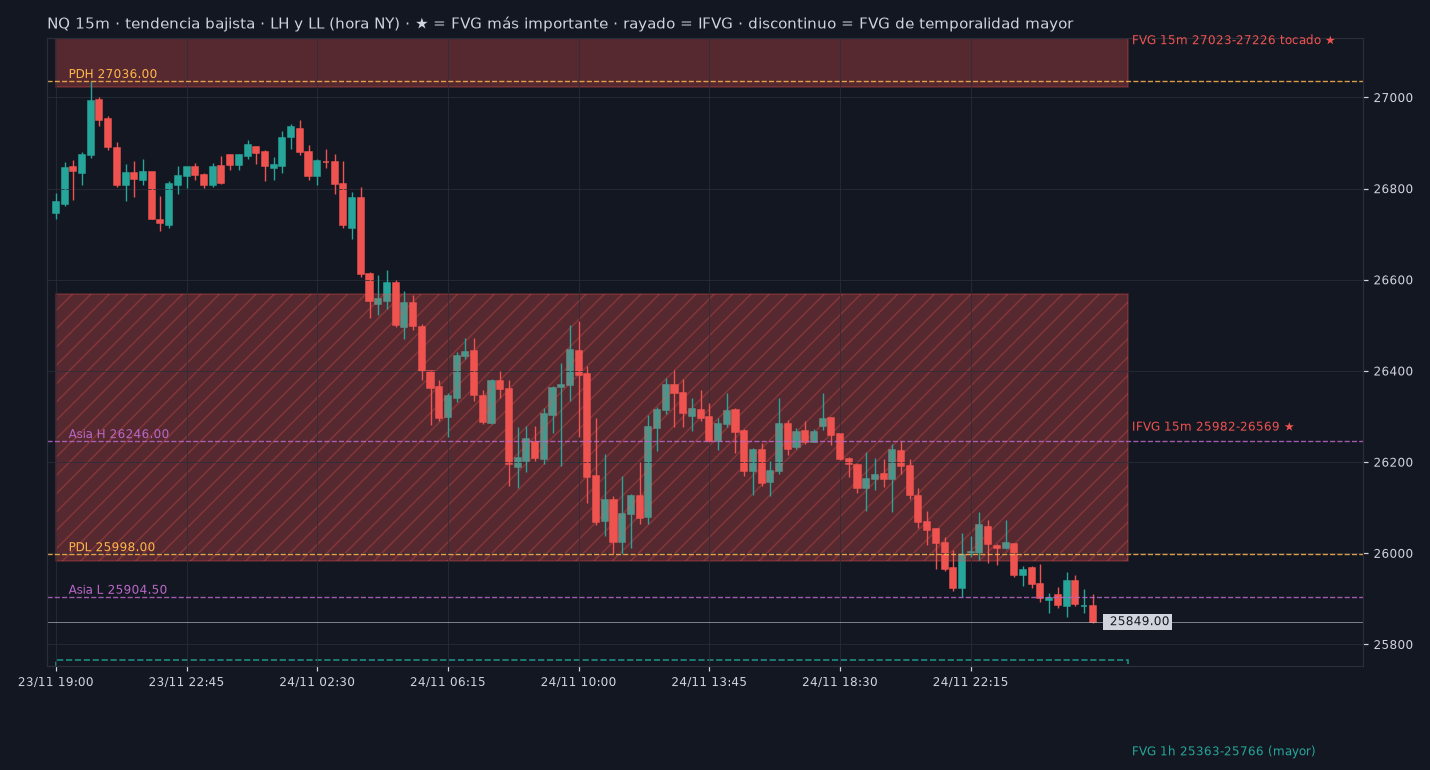 NQ 15m · tendencia bajista · LH y LL (hora NY) · ★ = FVG más importante · rayado = IFVG · discontinuo = FVG de temporalidad mayor
FVG 15m 27023-27226 tocado ★
PDH 27036.00
27000
26800
26600
26400
IFVG 15m 25982-26569 ★
Asia H 26246.00
26200
PDL 25998.00
26000
Asia L 25904.50
25849.00
25800
23/11 19:00
23/11 22:45
24/11 02:30
24/11 06:15
24/11 10:00
24/11 13:45
24/11 18:30
24/11 22:15
FVG 1h 25363-25766 (mayor)